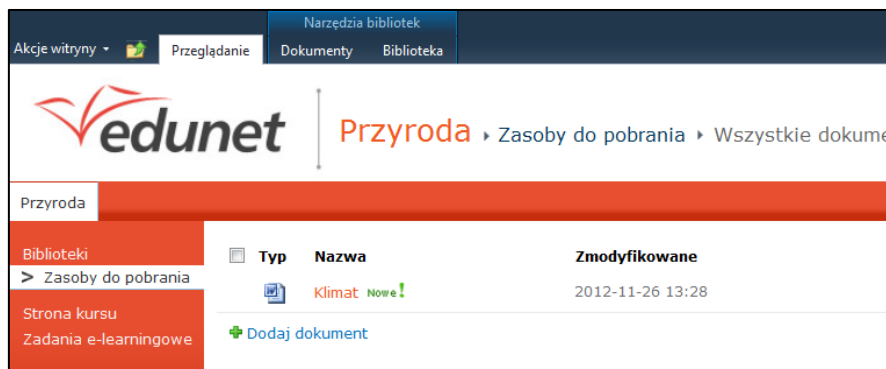 Narzędzia bibliotek
Akcje witryny Przeglądanie Dokumenty Biblioteka
edunet Przyroda Zasoby do pobrania Wszystkie
Przyroda
Biblioteki
> Zasoby do pobrania
Strona kursu
Zadania e-learningowe
Typ Nazwa Zmodyfikowane
Klimat Nowe! 2012-11-26 13:28
Dodaj dokument